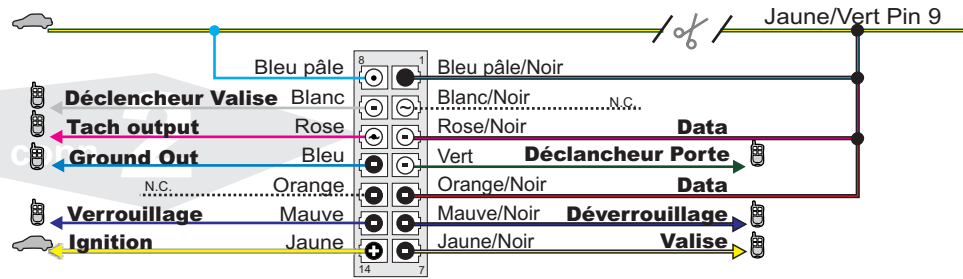 Jaune/Vert Pin 9
8 1
Bleu pâle Bleu pâle/Noir
Déclencheur Valise Blanc Blanc/Noir N.C.
Tach output Rose Rose/Noir Data
conn 2
Ground Out Bleu Vert Déclancheur Porte
N.C. Orange Orange/Noir Data
Verrouillage Mauve Mauve/Noir Déverrouillage
Ignition Jaune Jaune/Noir Valise
14 7